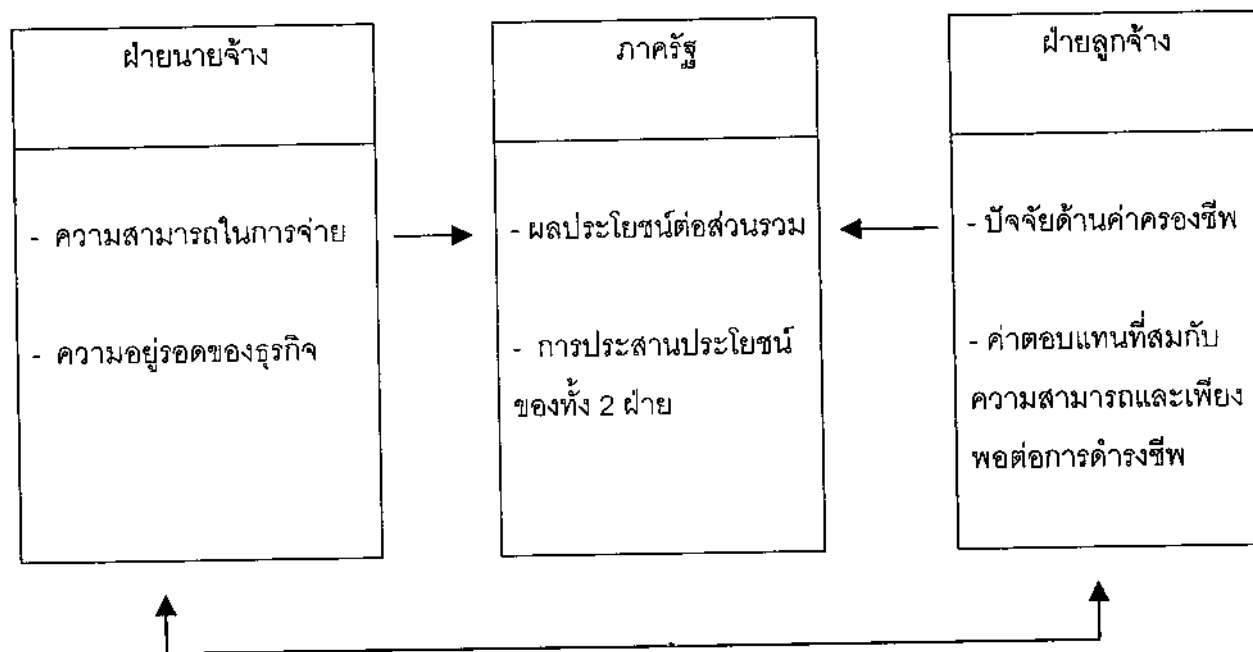 ฝ่ายนายจ้าง
- ความสามารถในการจ่าย
- ความอยู่รอดของธุรกิจ
ภาครัฐ
- ผลประโยชน์ต่อส่วนรวม
- การประสานประโยชน์
ของทั้ง 2 ฝ่าย
ฝ่ายลูกจ้าง
- ปัจจัยด้านค่าครองชีพ
- ค่าตอบแทนที่สมกับ
ความสามารถและเพียง
พอต่อการดำรงชีพ